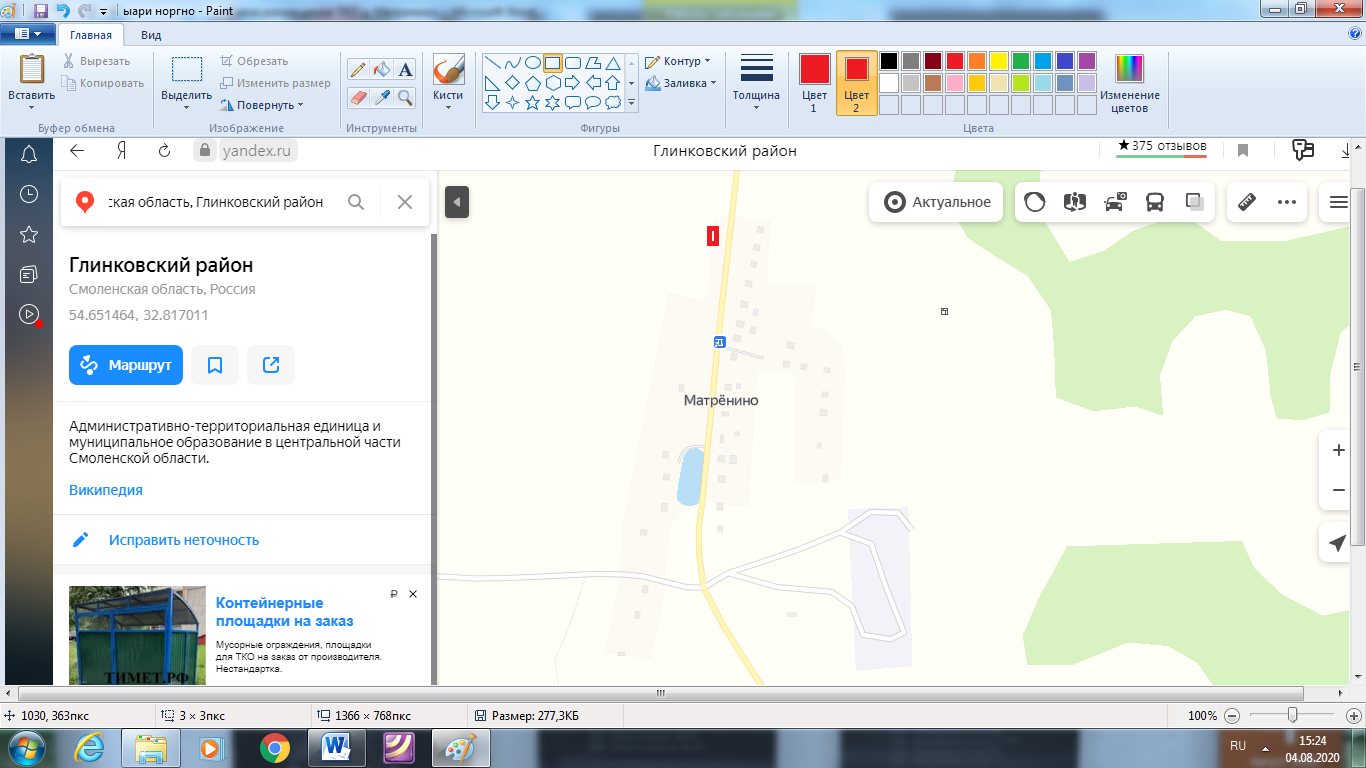 ыари норгно - Paint
Главная
Вид
Вставить
Вырезать
Копировать
Буфер обмена
Выделить
Обрезать
Изменить размер
Повернуть
Изображение
A
Инструменты
Кисти
Фигуры
Контур
Заливка
Толщина
Цвет 1
Цвет 2
Изменение цветов
Цвета
Я
yandex.ru
Глинковский район
★375 отзывов
ская область, Глинковский район
Актуальное
Глинковский район
Смоленская область, Россия
54.651464, 32.817011
Маршрут
Административно-территориальная единица и
муниципальное образование в центральной части
Смоленской области.
Википедия
Исправить неточность
Контейнерные
площадки на заказ
Мусорные ограждения, площадки
для ТКО на заказ от производителя.
Нестандартка.
ТИМЕТ.РФ
Матрёнино
1030, 363пкс
3 × 3пкс
1366 × 768пкс
Размер: 277,3КБ
100%
RU
15:24
04.08.2020